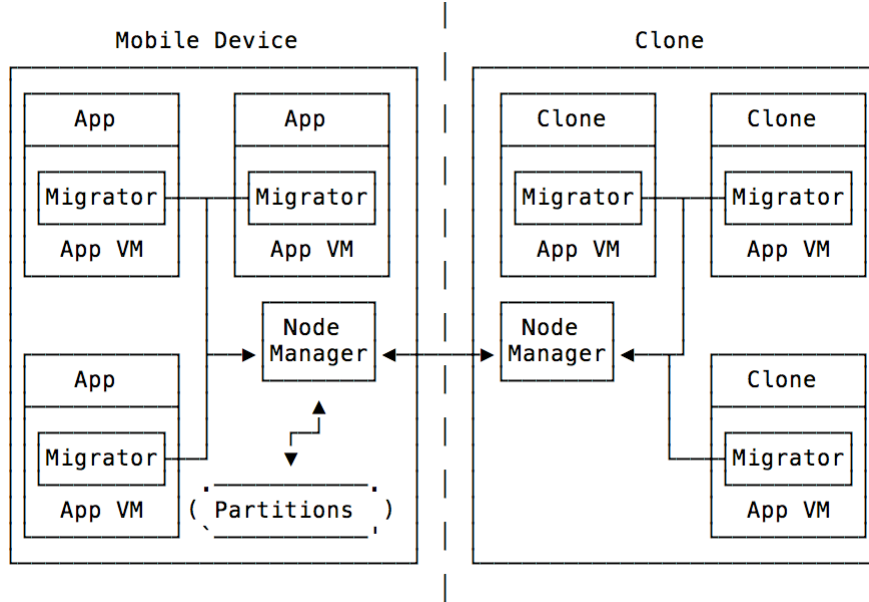 Mobile Device
Clone
App
App
Clone
Clone
Migrator
Migrator
Migrator
Migrator
App VM
App VM
App VM
App VM
Node
Manager
Node
Manager
App
Clone
Migrator
Migrator
App VM
( Partitions )
App VM